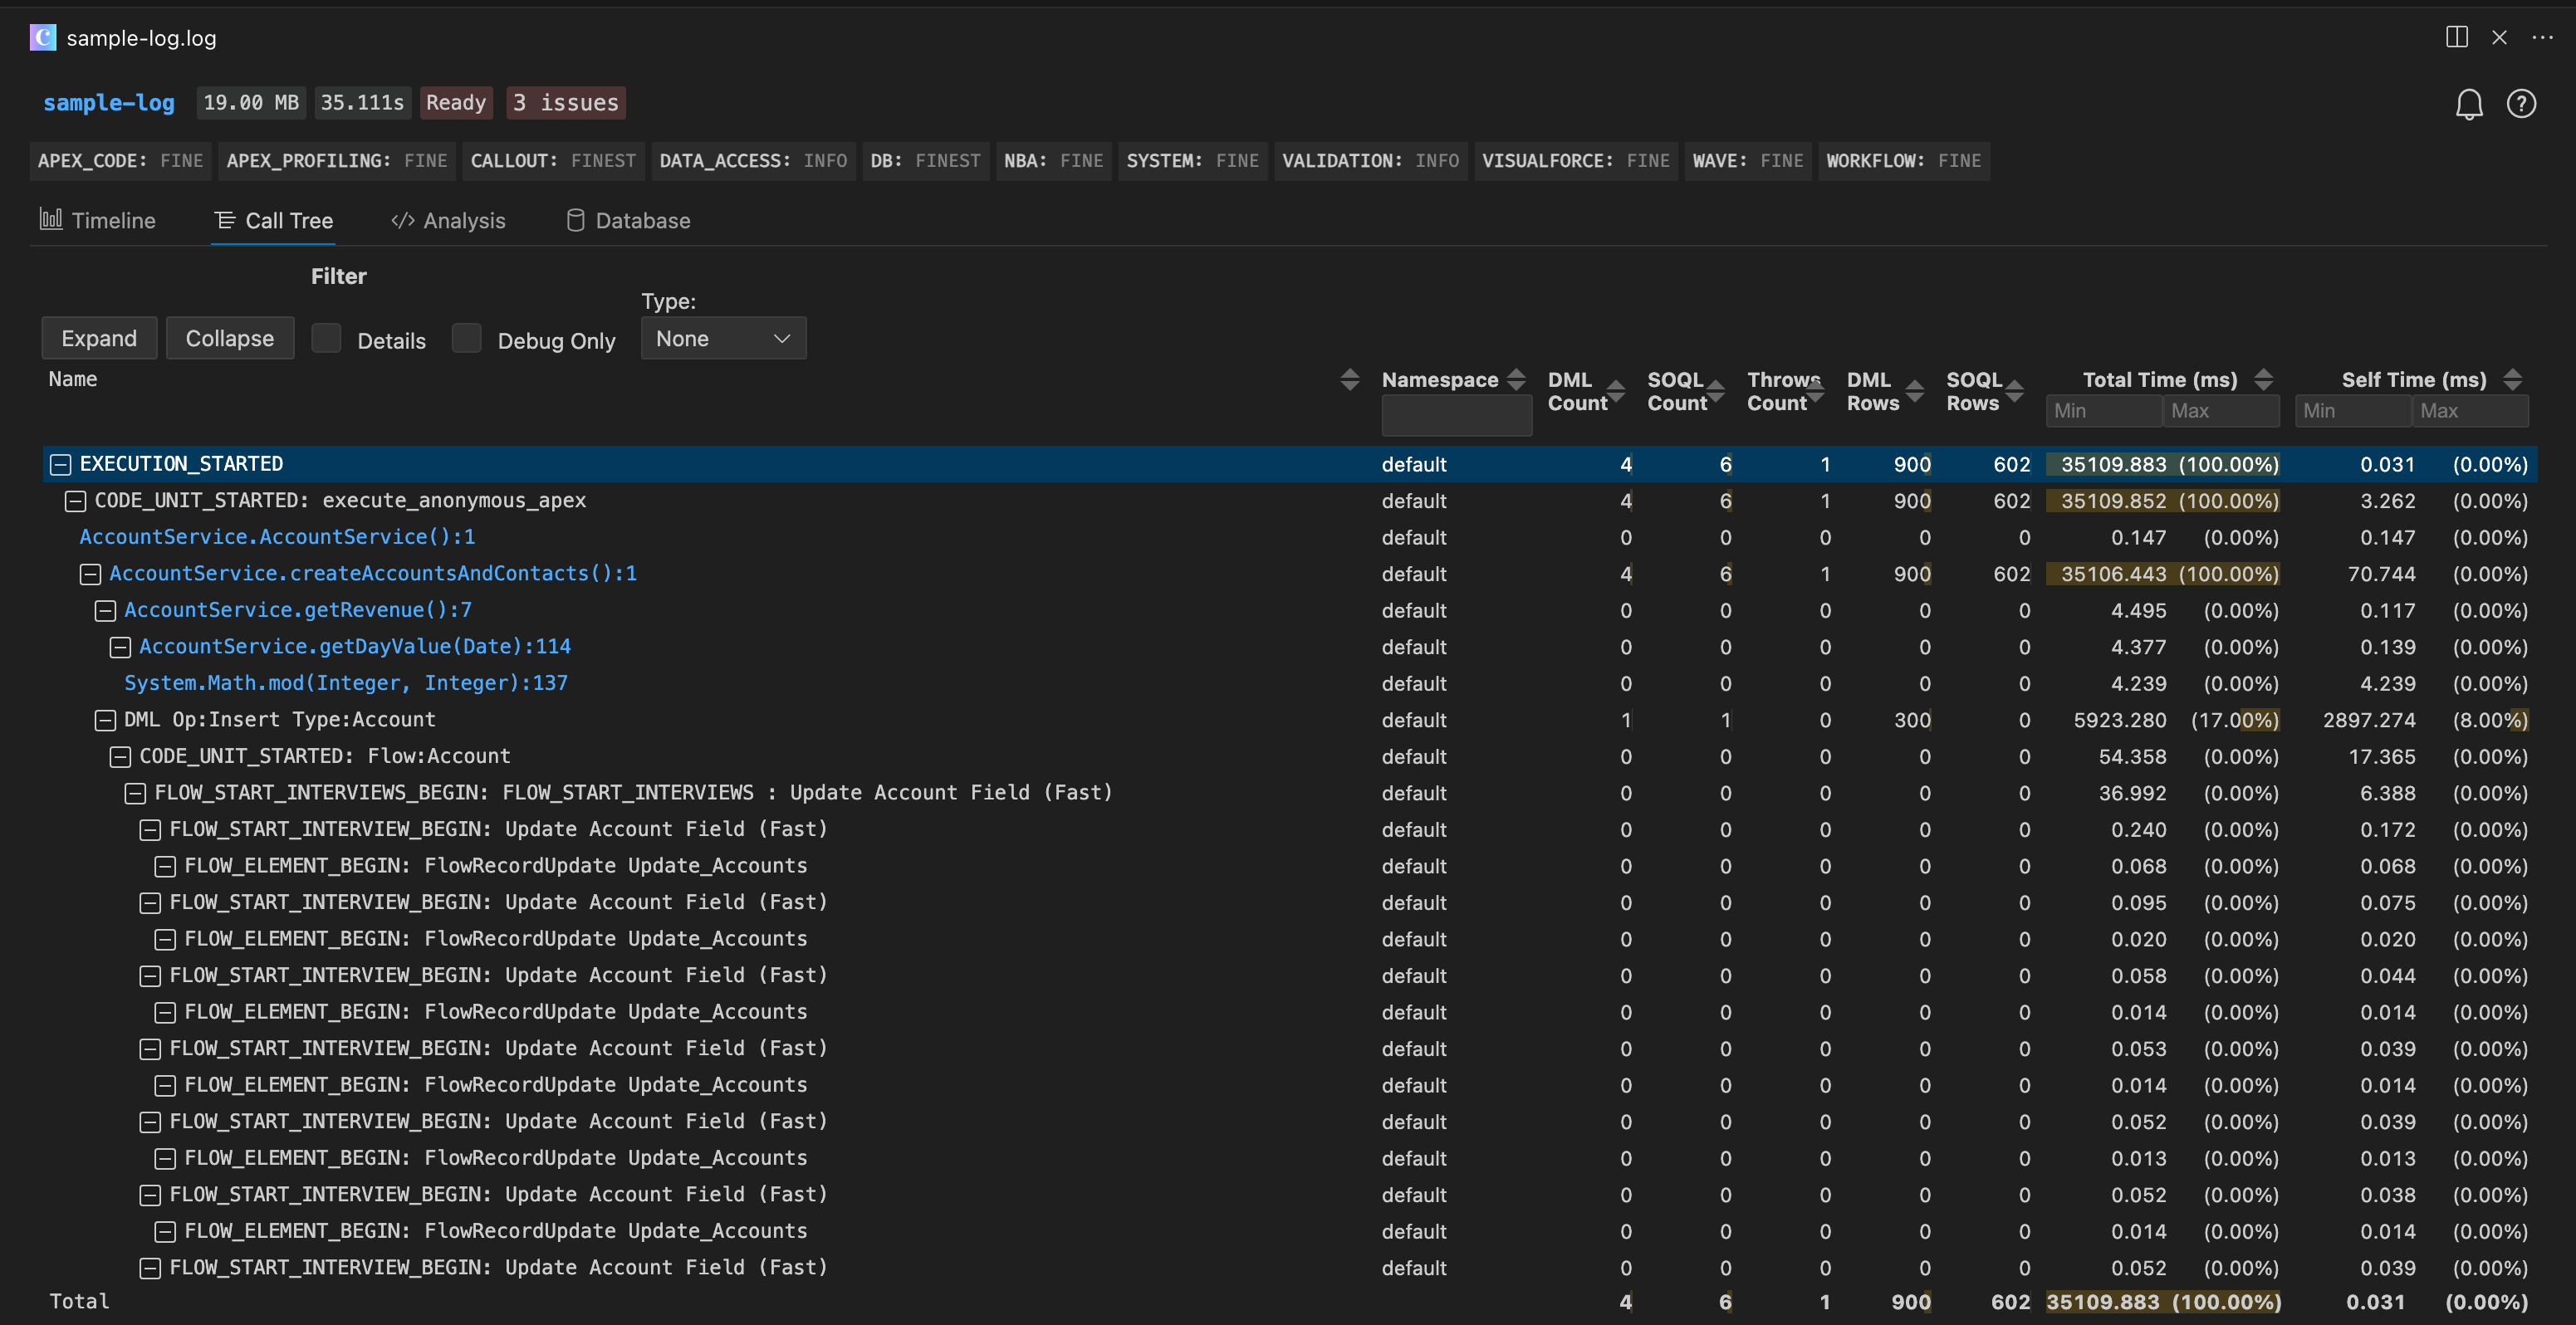 sample-log.log
sample-log 19.00 MB 35.111s Ready 3 issues
APEX_CODE: FINE APEX_PROFILING: FINE CALLOUT: FINEST DATA_ACCESS: INFO DB: FINEST NBA: FINE SYSTEM: FINE VALIDATION: INFO VISUALFORCE: FINE WAVE: FINE WORKFLOW: FINE
Timeline Call Tree Analysis Database
Filter
Type:
Expand Collapse Details Debug Only None
Name Namespace DML Count SOQL Count Throws Count DML Rows SOQL Rows Total Time (ms) Self Time (ms)
Min Max Min Max
EXECUTION_STARTED default 4 6 1 900 602 35109.883 (100.00%) 0.031 (0.00%)
CODE_UNIT_STARTED: execute_anonymous_apex default 4 6 1 900 602 35109.852 (100.00%) 3.262 (0.00%)
AccountService.AccountService():1 default 0 0 0 0 0 0.147 (0.00%) 0.147 (0.00%)
AccountService.createAccountsAndContacts():1 default 4 6 1 900 602 35106.443 (100.00%) 70.744 (0.00%)
AccountService.getRevenue():7 default 0 0 0 0 0 4.495 (0.00%) 0.117 (0.00%)
AccountService.getDayValue(Date):114 default 0 0 0 0 0 4.377 (0.00%) 0.139 (0.00%)
System.Math.mod(Integer, Integer):137 default 0 0 0 0 0 4.239 (0.00%) 4.239 (0.00%)
DML Op:Insert Type:Account default 1 1 0 300 0 5923.280 (17.00%) 2897.274 (8.00%)
CODE_UNIT_STARTED: Flow:Account default 0 0 0 0 0 54.358 (0.00%) 17.365 (0.00%)
FLOW_START_INTERVIEWS_BEGIN: FLOW_START_INTERVIEWS : Update Account Field (Fast) default 0 0 0 0 0 36.992 (0.00%) 6.388 (0.00%)
FLOW_START_INTERVIEW_BEGIN: Update Account Field (Fast) default 0 0 0 0 0 0.240 (0.00%) 0.172 (0.00%)
FLOW_ELEMENT_BEGIN: FlowRecordUpdate Update_Accounts default 0 0 0 0 0 0.068 (0.00%) 0.068 (0.00%)
FLOW_START_INTERVIEW_BEGIN: Update Account Field (Fast) default 0 0 0 0 0 0.095 (0.00%) 0.075 (0.00%)
FLOW_ELEMENT_BEGIN: FlowRecordUpdate Update_Accounts default 0 0 0 0 0 0.020 (0.00%) 0.020 (0.00%)
FLOW_START_INTERVIEW_BEGIN: Update Account Field (Fast) default 0 0 0 0 0 0.058 (0.00%) 0.044 (0.00%)
FLOW_ELEMENT_BEGIN: FlowRecordUpdate Update_Accounts default 0 0 0 0 0 0.014 (0.00%) 0.014 (0.00%)
FLOW_START_INTERVIEW_BEGIN: Update Account Field (Fast) default 0 0 0 0 0 0.053 (0.00%) 0.039 (0.00%)
FLOW_ELEMENT_BEGIN: FlowRecordUpdate Update_Accounts default 0 0 0 0 0 0.014 (0.00%) 0.014 (0.00%)
FLOW_START_INTERVIEW_BEGIN: Update Account Field (Fast) default 0 0 0 0 0 0.052 (0.00%) 0.039 (0.00%)
FLOW_ELEMENT_BEGIN: FlowRecordUpdate Update_Accounts default 0 0 0 0 0 0.013 (0.00%) 0.013 (0.00%)
FLOW_START_INTERVIEW_BEGIN: Update Account Field (Fast) default 0 0 0 0 0 0.052 (0.00%) 0.038 (0.00%)
FLOW_ELEMENT_BEGIN: FlowRecordUpdate Update_Accounts default 0 0 0 0 0 0.014 (0.00%) 0.014 (0.00%)
FLOW_START_INTERVIEW_BEGIN: Update Account Field (Fast) default 0 0 0 0 0 0.052 (0.00%) 0.039 (0.00%)
Total 4 6 1 900 602 35109.883 (100.00%) 0.031 (0.00%)